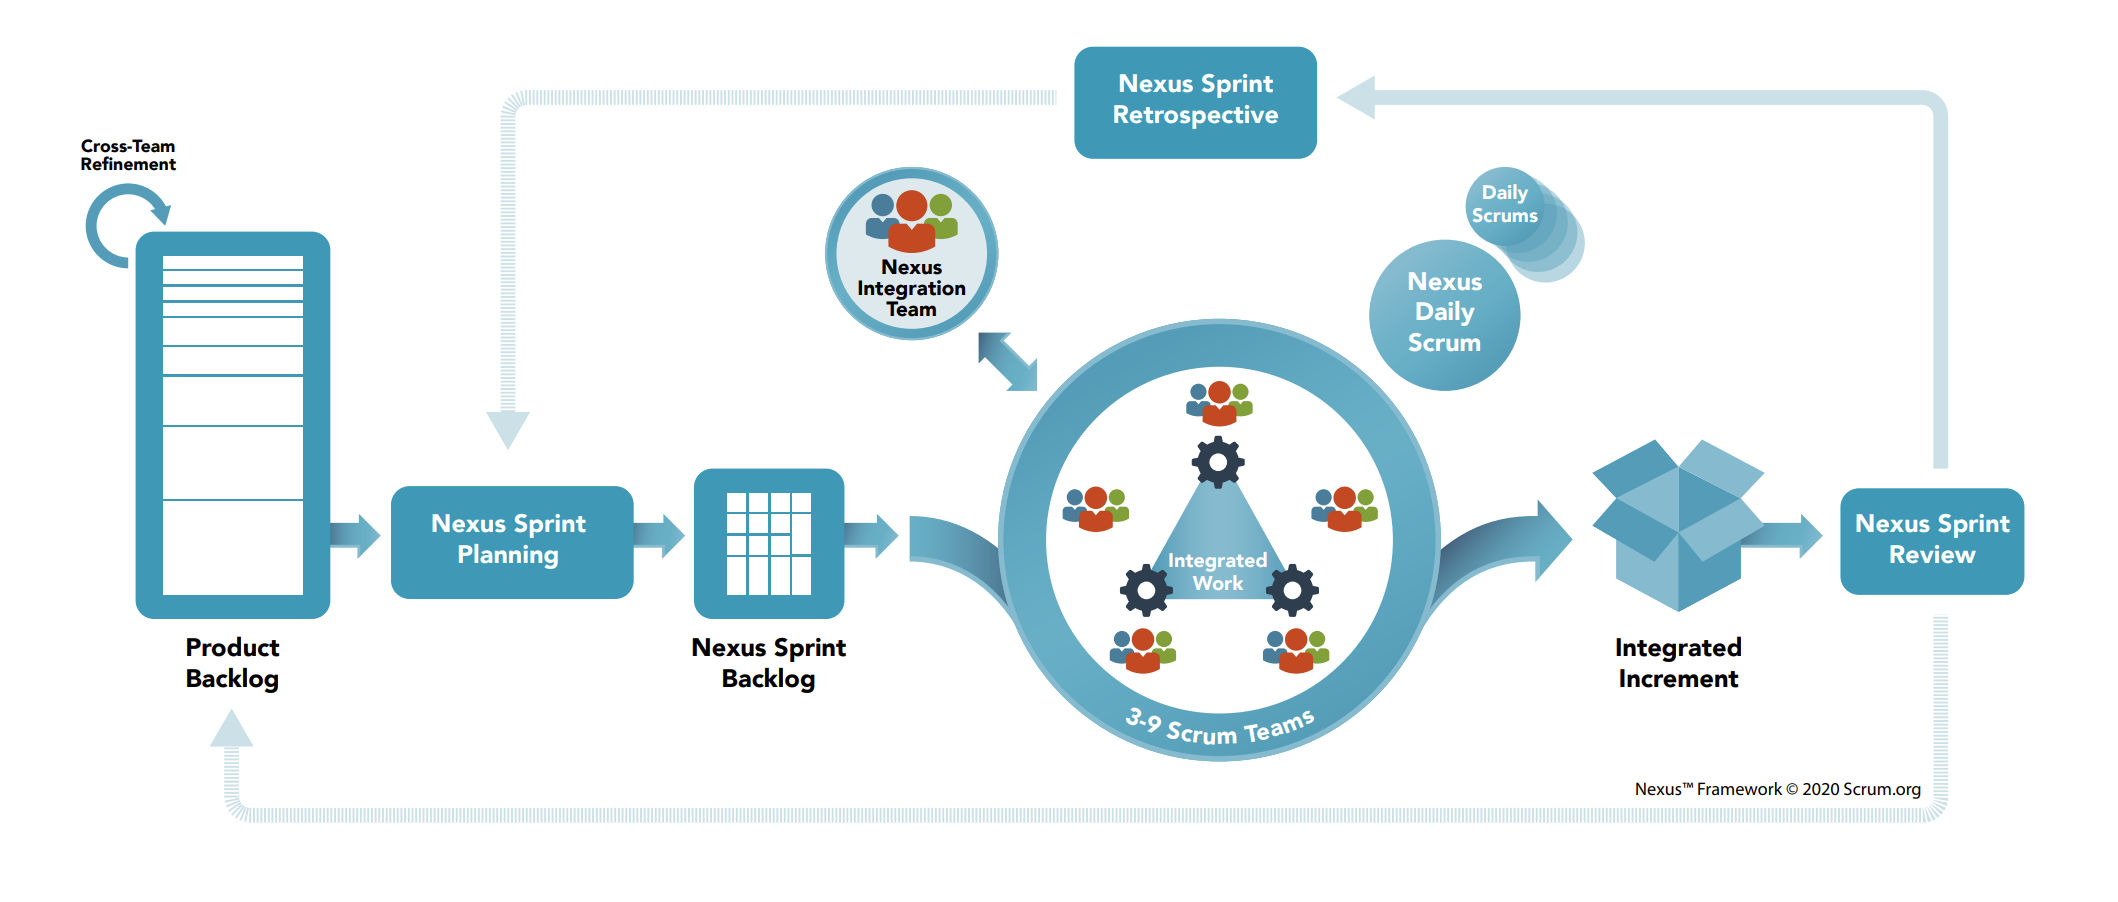 Nexus Sprint
Retrospective
Cross-Team
Refinement
Daily
Scrums
Nexus
Integration
Team
Nexus
Daily
Scrum
Nexus Sprint
Planning
Integrated
Work
Nexus Sprint
Review
Product
Backlog
Nexus Sprint
Backlog
3-9 Scrum Teams
Integrated
Increment
Nexus™ Framework © 2020 Scrum.org